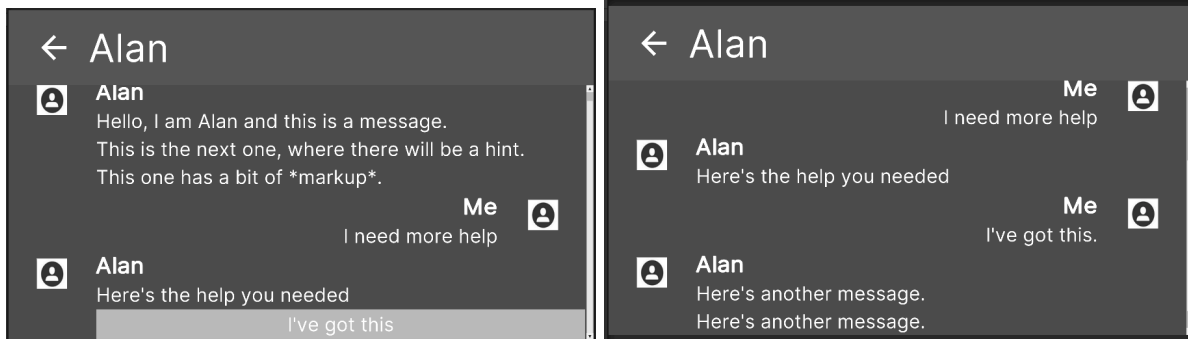 Alan
Alan
Hello, I am Alan and this is a message.
This is the next one, where there will be a hint.
This one has a bit of *markup*.
Me
I need more help
Alan
Here's the help you needed
I've got this
Alan
Me
I need more help
Alan
Here's the help you needed
Me
I've got this.
Alan
Here's another message.
Here's another message.